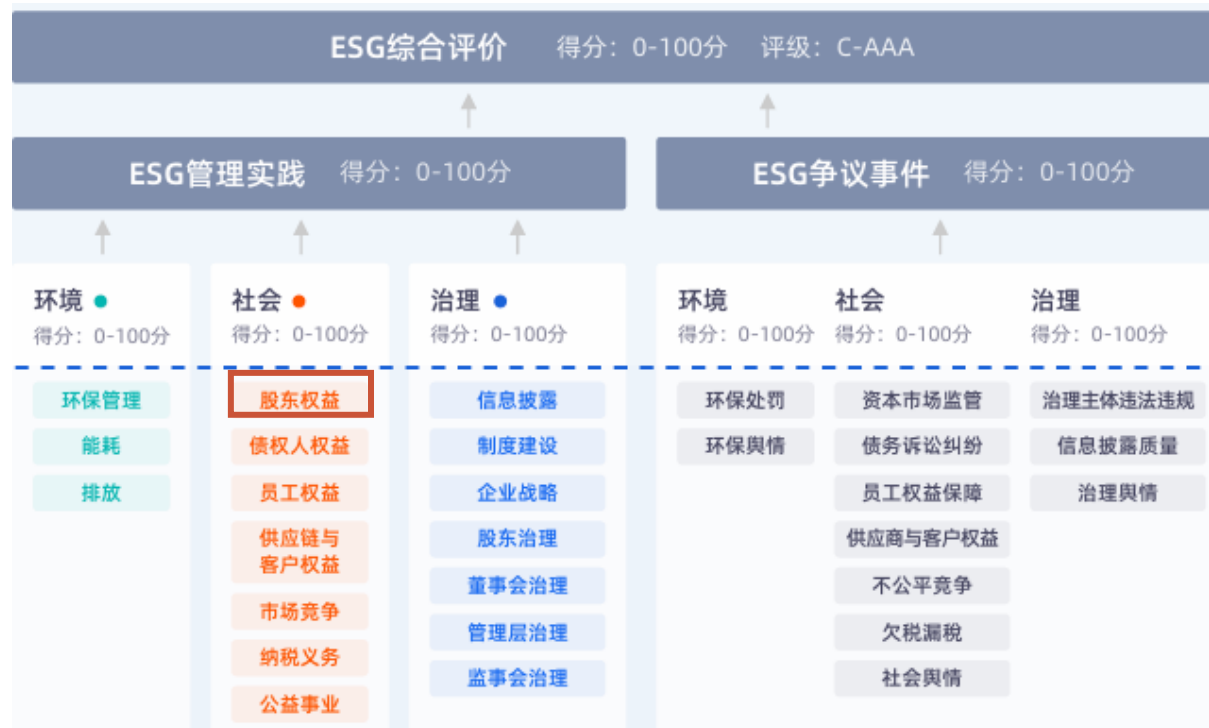 ESG综合评价 得分：0-100分 评级：C-AAA
ESG管理实践 得分：0-100分
ESG争议事件 得分：0-100分
环境
得分：0-100分
环保管理
能耗
排放
社会
得分：0-100分
股东权益
债权人权益
员工权益
供应链与
客户权益
市场竞争
纳税义务
公益事业
治理
得分：0-100分
信息披露
制度建设
企业战略
股东治理
董事会治理
管理层治理
监事会治理
环境
得分：0-100分
环保处罚
环保舆情
社会
得分：0-100分
资本市场监管
债务诉讼纠纷
员工权益保障
供应商与客户权益
不公平竞争
欠税漏税
社会舆情
治理
得分：0-100分
治理主体违法违规
信息披露质量
治理舆情